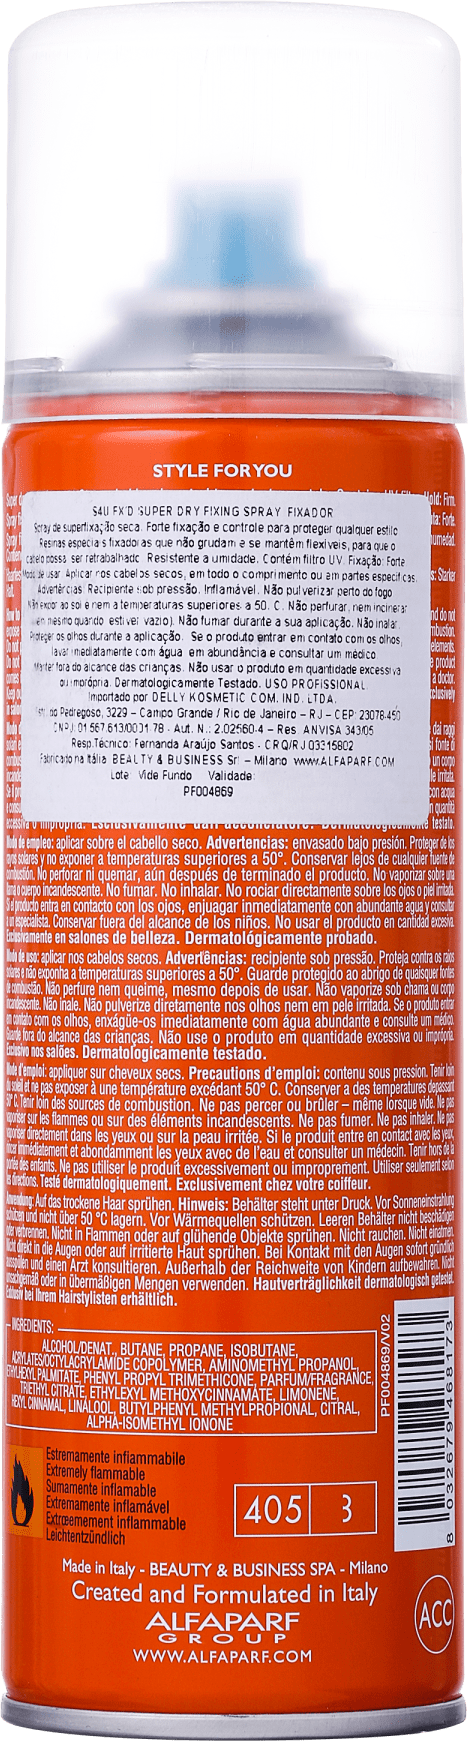 STYLE FOR YOU
S4U FX'D SUPER DRY FIXING SPRAY FIXADOR
Spray de superfixação seca. Forte fixação e controle para proteger qualquer estilo
Resinas especiais fixadoras que não grudam e se mantêm flexíveis, para que o
cabelo possa ser retrabalhado. Resistente a umidade. Contém filtro UV. Fixação: Forte
Modo de usar: Aplicar nos cabelos secos, em todo o comprimento ou em partes específicas.
Advertências: Recipiente sob pressão. Inflamável. Não pulverizar perto do fogo
Não expor ao sol e nem a temperaturas superiores a 50. C. Não perfurar, nem incinerar
(nem mesmo quando estiver vazio). Não fumar durante a sua aplicação. Não inalar.
Proteger os olhos durante a aplicação. Se o produto entrar em contato com os olhos,
lavar imediatamente com água em abundância e consultar um médico.
Manter fora do alcance das crianças. Não usar o produto em quantidade excessiva
ou imprópria. Dermatologicamente Testado. USO PROFISSIONAL.
Importado por DELLY KOSMETIC COM. IND. LTDA.
Pedregoso, 3229 – Campo Grande / Rio de Janeiro – RJ – CEP: 23078-450
CNPJ: 01.567.613/0001-78 - Aut. N.: 2.02560-4 – Res. ANVISA 343/05
Resp.Técnico: Fernanda Araújo Santos - CRQ/RJ 03315802
Fabricado na Itália BEAUTY & BUSINESS Srl – Milano www.ALFAPARF.com
Lote: Vide Fundo Validade:
PF004869
Modo de empleo: aplicar sobre el cabello seco. Advertencias: envasado bajo presión. Proteger de los
rayos solares y no exponer a temperaturas superiores a 50°. Conservar lejos de cualquier fuente de
combustión. No perforar ni quemar, aún después de terminado el producto. No vaporizar sobre una
llama o cuerpo incandescente. No fumar. No inhalar. No rociar directamente sobre los ojos o piel irritada.
Si el producto entra en contacto con los ojos, enjuagar inmediatamente con abundante agua y consultar
un especialista. Conservar fuera del alcance de los niños. No usar el producto en cantidad excesiva.
Exclusivamente en salones de belleza. Dermatológicamente probado.
Modo de uso: aplicar nos cabelos secos. Advertências: recipiente sob pressão. Proteja contra os raios
solares e não exponha a temperaturas superiores a 50°. Guarde protegido ao abrigo de quaisquer fontes
de combustão. Não perfure nem queime, mesmo depois de usar. Não vaporize sob chama ou corpo
incandescente. Não inale. Não pulverize diretamente nos olhos nem em pele irritada. Se o produto entrar
em contato com os olhos, enxágüe-os imediatamente com água abundante e consulte um médico.
Guarde fora do alcance das crianças. Não use o produto em quantidade excessiva ou imprópria.
Exclusivo nos salões. Dermatologicamente testado.
Mode d'emploi: appliquer sur cheveux secs. Precautions d'emploi: contenu sous pression. Tenir loin
du soleil et ne pas exposer à une température excédant 50° C. Conserver a des temperatures depassant
50° C. Tenir loin des sources de combustion. Ne pas percer ou brûler – même lorsque vide. Ne pas
vaporiser sur les flammes ou sur des éléments incandescents. Ne pas fumer. Ne pas inhaler. Ne pas
vaporiser directement dans les yeux ou sur la peau irritée. Si le produit entre en contact avec les yeux,
rincer immédiatement et abondamment les yeux avec de l'eau et consulter un médecin. Tenir hors de la
portée des enfants. Ne pas utiliser le produit excessivement ou improprement. Utiliser seulement selon
les directions. Testé dermatologiquement. Exclusivement chez votre coiffeur.
Anwendung: Auf das trockene Haar sprühen. Hinweis: Behälter steht unter Druck. Vor Sonneneinstrahlung
schützen und nicht über 50 °C lagern. Vor Wärmequellen schützen. Leeren Behälter nicht beschädigen
oder verbrennen. Nicht in Flammen oder auf glühende Objekte sprühen. Nicht rauchen. Nicht einatmen.
Nicht direkt in die Augen oder auf irritierte Haut sprühen. Bei Kontakt mit den Augen sofort gründlich
ausspülen und einen Arzt konsultieren. Außerhalb der Reichweite von Kindern aufbewahren. Nicht
unsachgemäß oder in übermäßigen Mengen verwenden. Hautverträglichkeit dermatologisch getestet.
Exklusiv bei Ihrem Hairstylisten erhältlich.
INGREDIENTS:
ALCOHOL/DENAT., BUTANE, PROPANE, ISOBUTANE,
ACRYLATES/OCTYLACRYLAMIDE COPOLYMER, AMINOMETHYL PROPANOL,
ETHYLHEXYL PALMITATE, PHENYL PROPYL TRIMETHICONE, PARFUM/FRAGRANCE,
TRIETHYL CITRATE, ETHYLEXYL METHOXYCINNAMATE, LIMONENE,
HEXYL CINNAMAL, LINALOOL, BUTYLPHENYL METHYLPROPIONAL, CITRAL,
ALPHA-ISOMETHYL IONONE
PF004869/V02
8 032679 468173
Estremamente infiammabile
Extremely flammable
Sumamente inflamable
Extremamente inflamável
Extrœmement inflammable
Leichtentzündlich
405 3
Made in Italy - BEAUTY & BUSINESS SPA - Milano
Created and Formulated in Italy
ACC
ALFAPARF
GROUP
WWW.ALFAPARF.COM